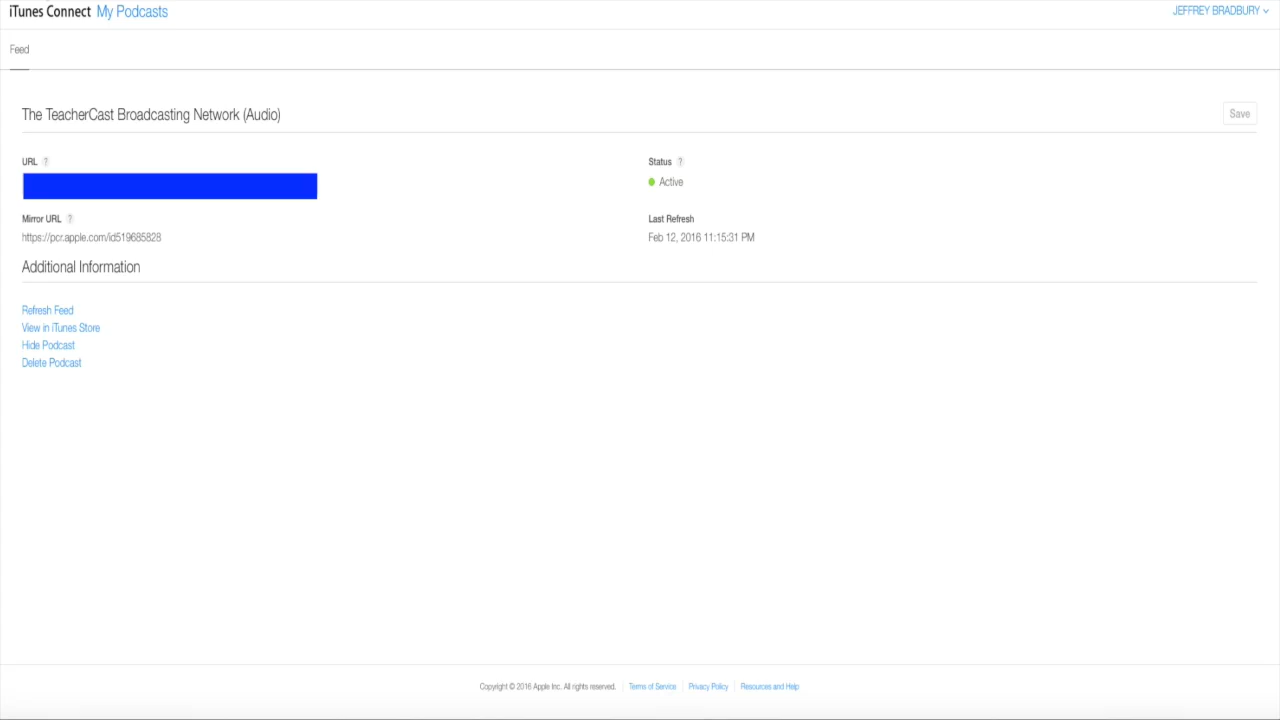 iTunes Connect My Podcasts
JEFFREY BRADBURY
Feed
The TeacherCast Broadcasting Network (Audio)
Save
URL ?
Status ?
Active
Mirror URL ?
Last Refresh
https://pcr.apple.com/id519685828
Feb 12, 2016 11:15:31 PM
Additional Information
Refresh Feed
View in iTunes Store
Hide Podcast
Delete Podcast
Copyright © 2016 Apple Inc. All rights reserved. Terms of Service Privacy Policy Resources and Help